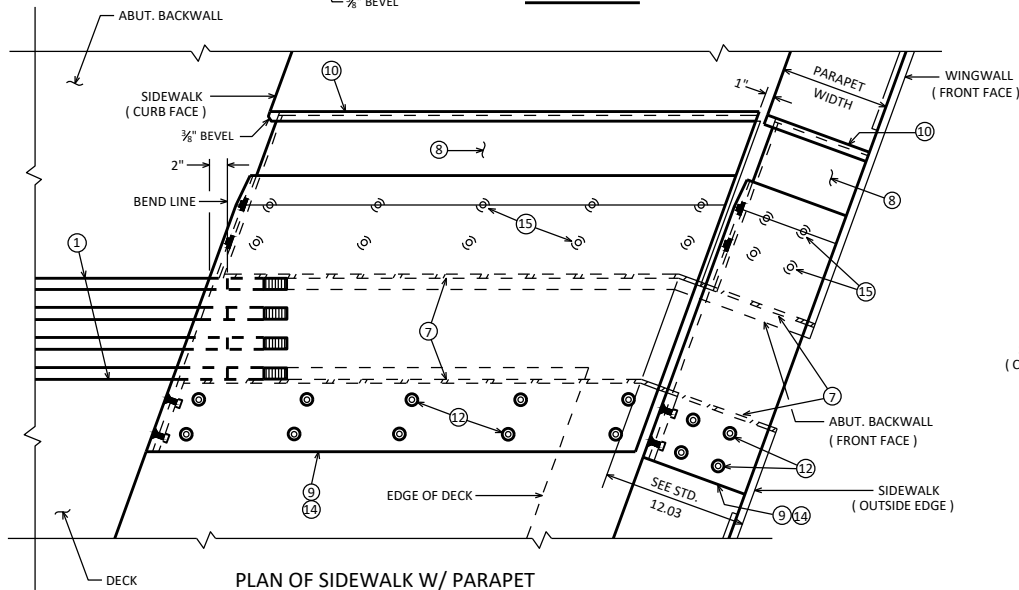 ⅜" BEVEL
ABUT. BACKWALL
10
SIDEWALK
( CURB FACE )
⅜" BEVEL
1"
PARAPET
WIDTH
WINGWALL
( FRONT FACE )
10
8
8
2"
BEND LINE
15
15
1
7
7
( C
ABUT. BACKWALL
( FRONT FACE )
12
12
9
14
EDGE OF DECK
SEE STD.
12.03
9 14
SIDEWALK
( OUTSIDE EDGE )
DECK
PLAN OF SIDEWALK W/ PARAPET